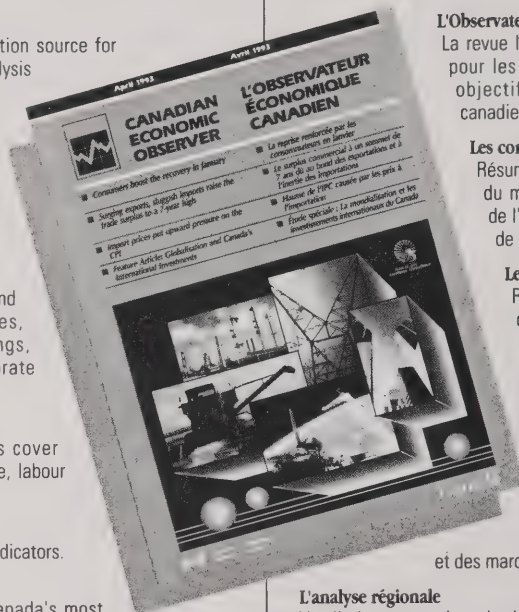 tion source for
lysis
nd
es,
ngs,
orate
s cover
e, labour
dicators.
anada's most
April 1993
Avril 1993
CANADIAN
ECONOMIC
OBSERVER
L'OBSERVATEUR
ÉCONOMIQUE
CANADIEN
Consumers boost the recovery in January
Surging exports, sluggish imports raise the
trade surplus to a 7-year high
Import prices put upward pressure on the
CPI
Feature Article: Globalisation and Canada's
International Investments
La reprise renforcée par les
consommateurs en janvier
Le surplus commercial à un sommet de
7 ans dû au bond des exportations et à
l'inertie des importations
Hausse de l'IPC causée par les prix à
l'importation
Étude spéciale : La mondialisation et les
investissements internationaux du Canada
L'Observate
La revue l
pour les
objectif
canadie
Les con
Résur
du m
de l'
de
Le
F
et des marc
L'analyse régionale